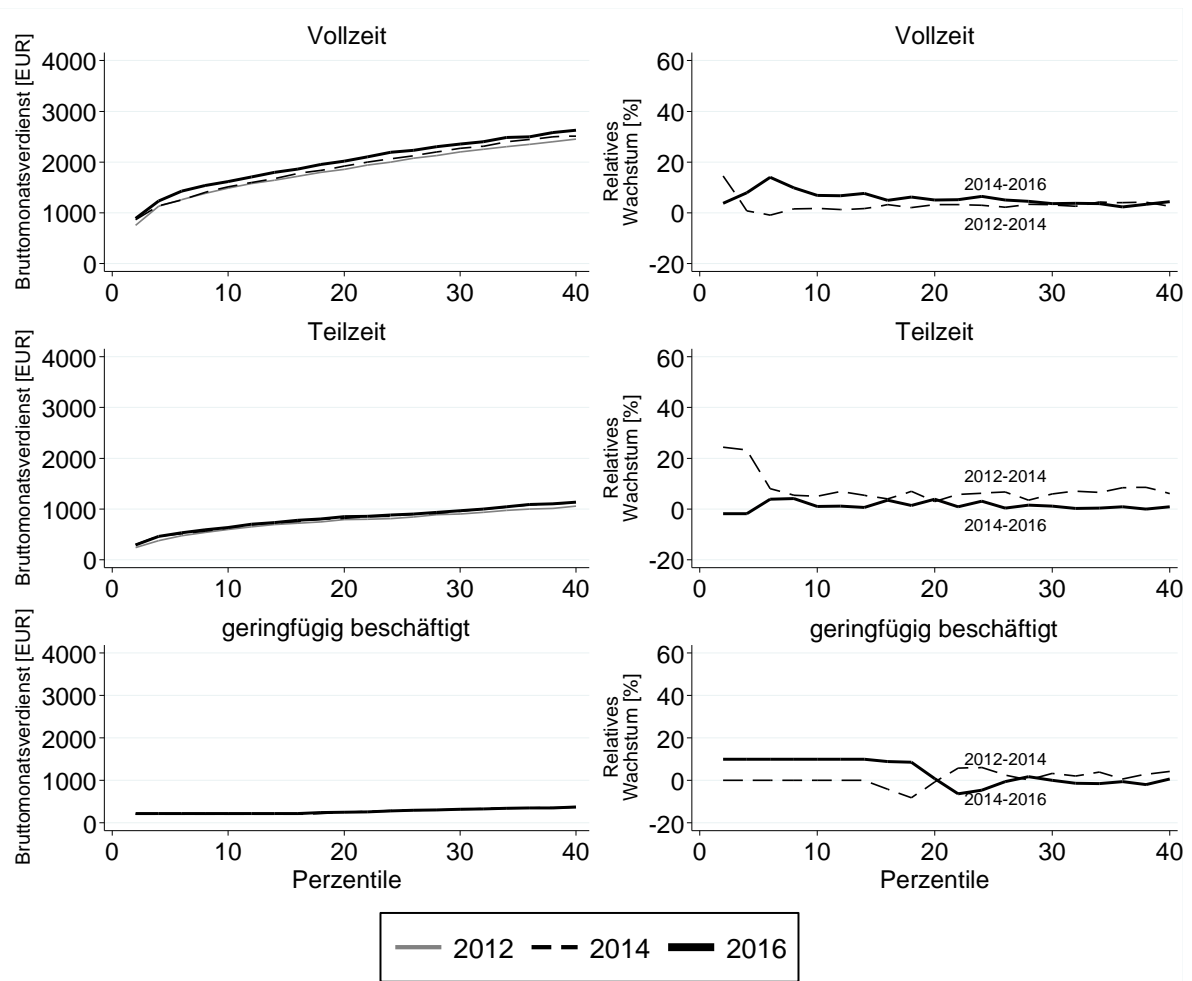 Vollzeit
Bruttomonatsverdienst [EUR]
4000
3000
2000
1000
0
0 10 20 30 40
Vollzeit
Relatives
Wachstum [%]
60
40
20
0
-20
2014-2016
2012-2014
0 10 20 30 40
Teilzeit
Bruttomonatsverdienst [EUR]
4000
3000
2000
1000
0
0 10 20 30 40
Teilzeit
Relatives
Wachstum [%]
60
40
20
0
-20
2012-2014
2014-2016
0 10 20 30 40
geringfügig beschäftigt
Bruttomonatsverdienst [EUR]
4000
3000
2000
1000
0
0 10 20 30 40
Perzentile
geringfügig beschäftigt
Relatives
Wachstum [%]
60
40
20
0
-20
2012-2014
2014-2016
0 10 20 30 40
Perzentile
2012 2014 2016